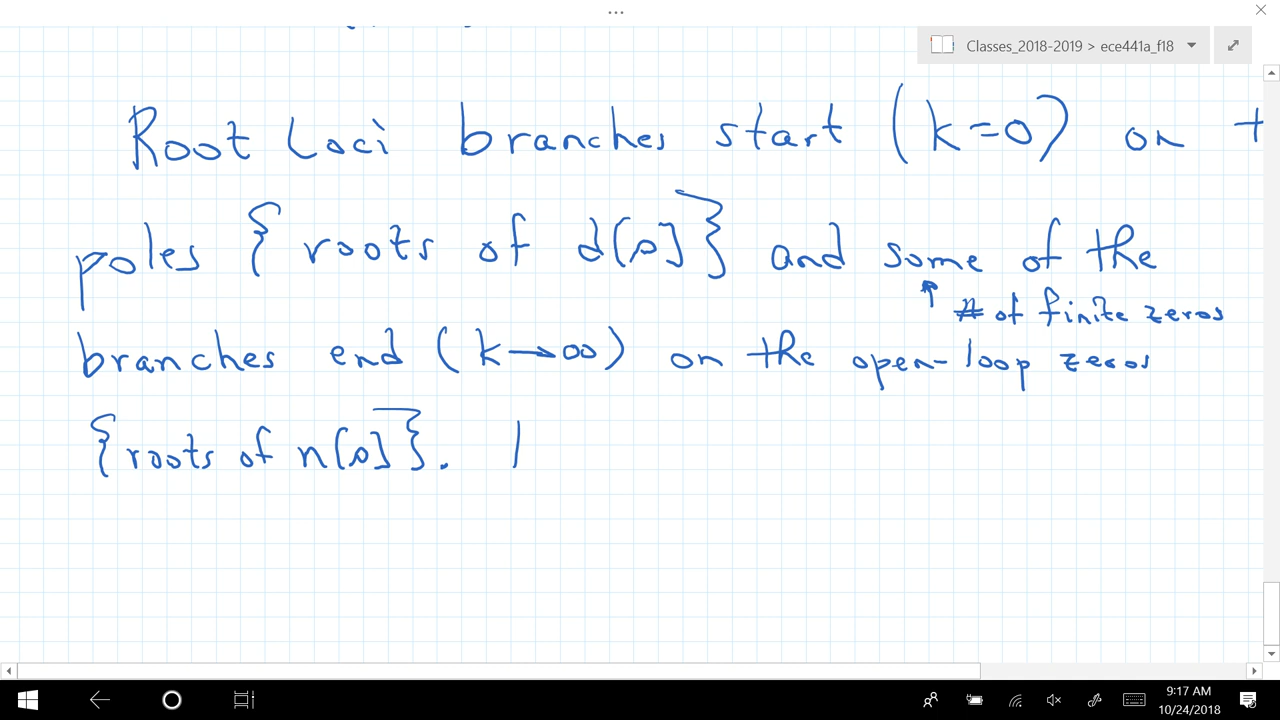 Classes_2018-2019 > ece441a_f18
Root Loci branches start (k=0) on
poles { roots of d(s) } and some of the
↑ # of finite zeros
branches end (k→∞) on the open-loop zeros
{ roots of n(s) }.
9:17 AM
10/24/2018